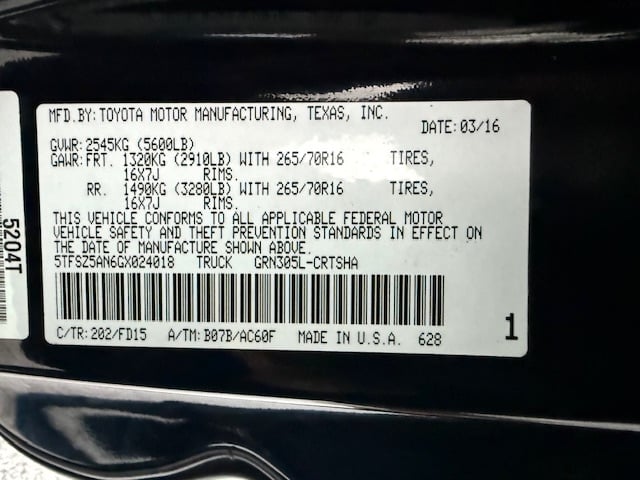 MFD.BY:TOYOTA MOTOR MANUFACTURING, TEXAS, INC.
DATE:03/16
GVWR:2545KG (5600LB)
GAWR:FRT. 1320KG (2910LB) WITH 265/70R16 TIRES,
16X7J RIMS.
RR. 1490KG (3280LB) WITH 265/70R16 TIRES,
16X7J RIMS.
THIS VEHICLE CONFORMS TO ALL APPLICABLE FEDERAL MOTOR
VEHICLE SAFETY AND THEFT PREVENTION STANDARDS IN EFFECT ON
THE DATE OF MANUFACTURE SHOWN ABOVE.
5TFSZ5AN6GX024018 TRUCK GRN305L-CRTSHA
C/TR:202/FD15 A/TM:B07B/AC60F MADE IN U.S.A. 628
1
5204T